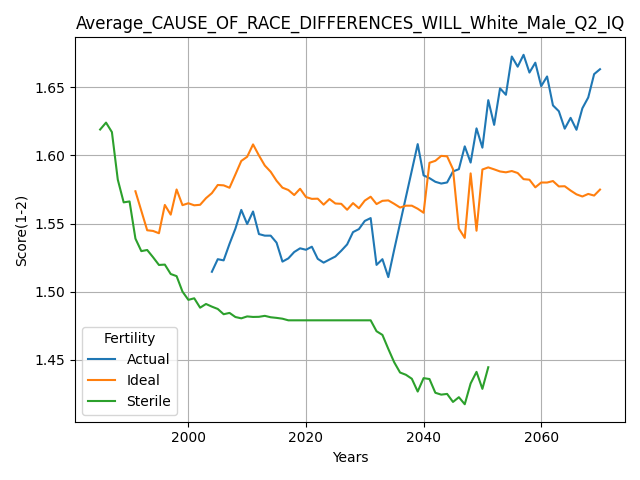 Average_CAUSE_OF_RACE_DIFFERENCES_WILL_White_Male_Q2_IQ
Score(1-2)
1.65
1.60
1.55
1.50
1.45
Fertility
Actual
Ideal
Sterile
2000 2020 2040 2060
Years